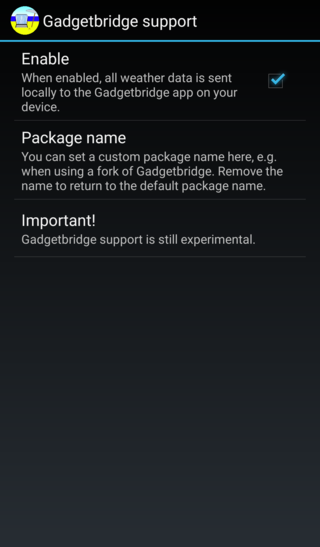 Gadgetbridge support
Enable
When enabled, all weather data is sent
locally to the Gadgetbridge app on your
device.
Package name
You can set a custom package name here, e.g.
when using a fork of Gadgetbridge. Remove the
name to return to the default package name.
Important!
Gadgetbridge support is still experimental.